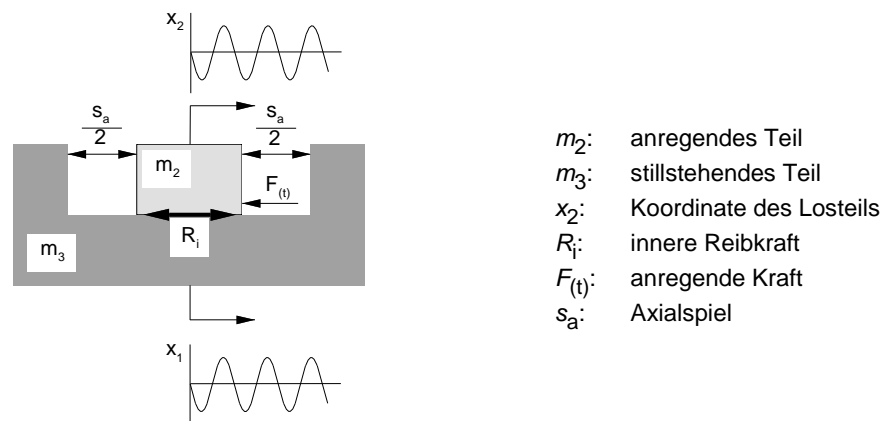 x2
sa
2
sa
2
m2
F(t)
Ri
m3
x1
m2: anregendes Teil
m3: stillstehendes Teil
x2: Koordinate des Losteils
Ri: innere Reibkraft
F(t): anregende Kraft
sa: Axialspiel